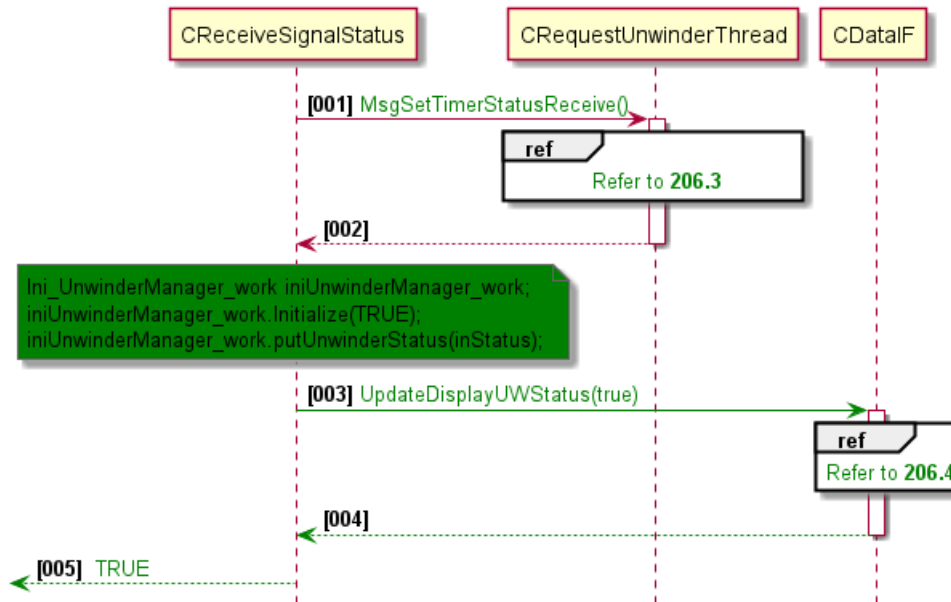 CReceiveSignalStatus
CRequestUnwinderThread
CDataIF
[001] MsgSetTimerStatusReceive()
ref
Refer to 206.3
[002]
Ini_UnwinderManager_work iniUnwinderManager_work;
iniUnwinderManager_work.Initialize(TRUE);
iniUnwinderManager_work.putUnwinderStatus(inStatus);
[003] UpdateDisplayUWStatus(true)
ref
Refer to 206.4
[004]
[005] TRUE